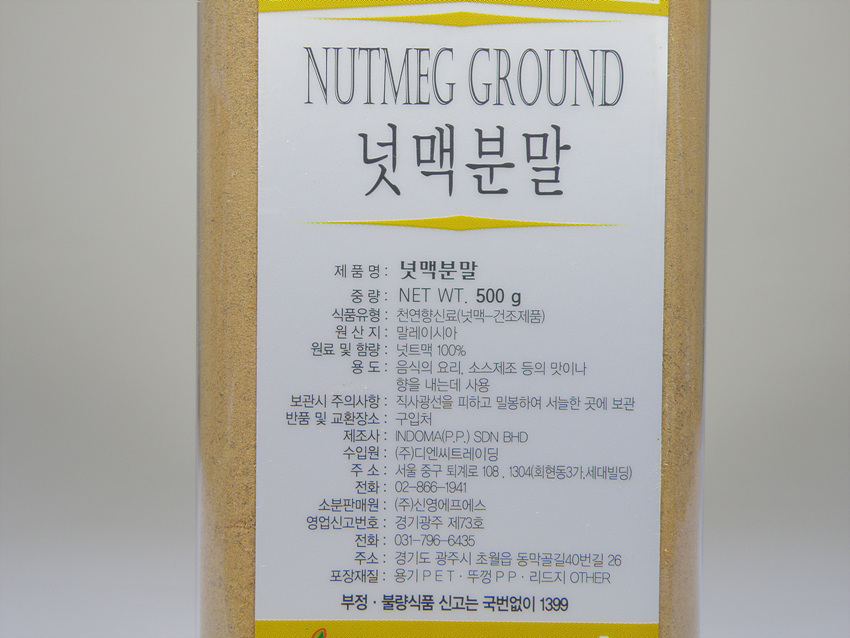 NUTMEG GROUND
넛맥분말
제 품 명 : 넛맥분말
중 량 : NET WT. 500 g
식품유형 : 천연향신료(넛맥-건조제품)
원 산 지 : 말레이시아
원료 및 함량 : 넛트맥 100%
용 도 : 음식의 요리, 소스제조 등의 맛이나
향을 내는데 사용
보관시 주의사항 : 직사광선을 피하고 밀봉하여 서늘한 곳에 보관
반품 및 교환장소 : 구입처
제조사 : INDOMA(P.P.) SDN BHD
수입원 : (주)디엔씨트레이딩
주 소 : 서울 중구 퇴계로 108 , 1304(회현동3가,세대빌딩)
전화 : 02-866-1941
소분판매원 : (주)신영에프에스
영업신고번호 : 경기광주 제73호
전화 : 031-796-6435
주소 : 경기도 광주시 초월읍 동막골길40번길 26
포장재질 : 용기 P E T · 뚜껑 P P · 리드지 OTHER
부정 · 불량식품 신고는 국번없이 1399